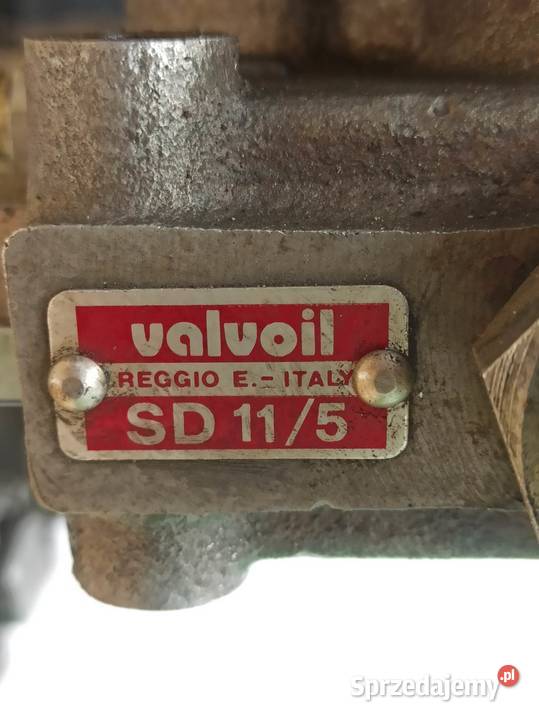 valvoil
REGGIO E.- ITALY
SD 11/5
Sprzedajemy.pl